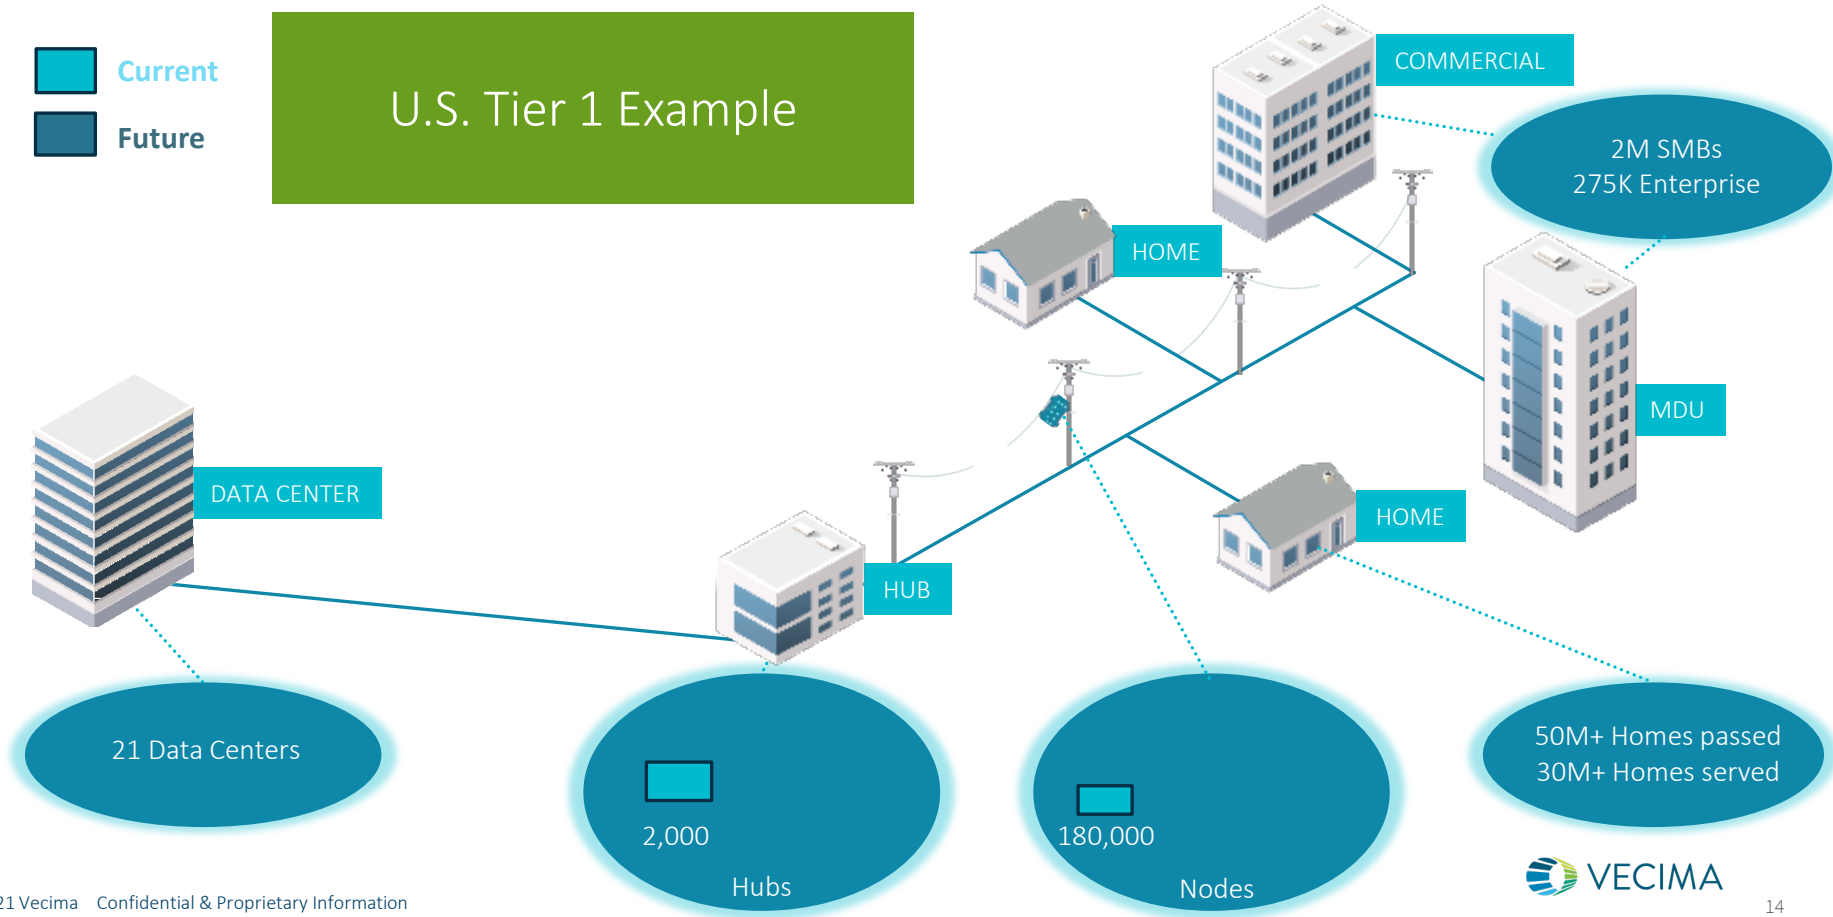 Current
Future
U.S. Tier 1 Example
COMMERCIAL
2M SMBs
275K Enterprise
HOME
MDU
DATA CENTER
HOME
HUB
21 Data Centers
2,000
Hubs
180,000
Nodes
50M+ Homes passed
30M+ Homes served
VECIMA
21 Vecima Confidential & Proprietary Information
14